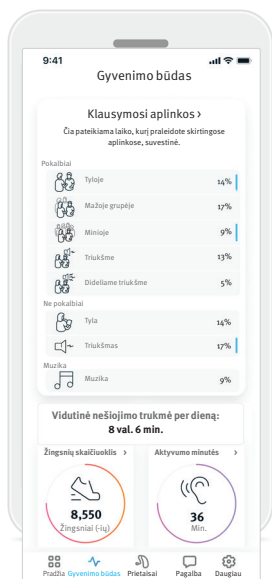 9:41
Gyvenimo būdas
Klausymosi aplinkos ›
Čia pateikiama laiko, kurį praleidote skirtingose
aplinkose, suvestinė.
Pokalbiai
Tyloje 14%
Mažoje grupėje 17%
Minioje 9%
Triukšme 13%
Dideliame triukšme 5%
Ne pokalbiai
Tyla 14%
Triukšmas 17%
Muzika
Muzika 9%
Vidutinė nešiojimo trukmė per dieną:
8 val. 6 min.
Žingsnių skaičiuoklis › Aktyvumo minutės ›
8,550 36
Žingsniai (-ių) Min.
Pradžia Gyvenimo būdas Prietaisai Pagalba Daugiau